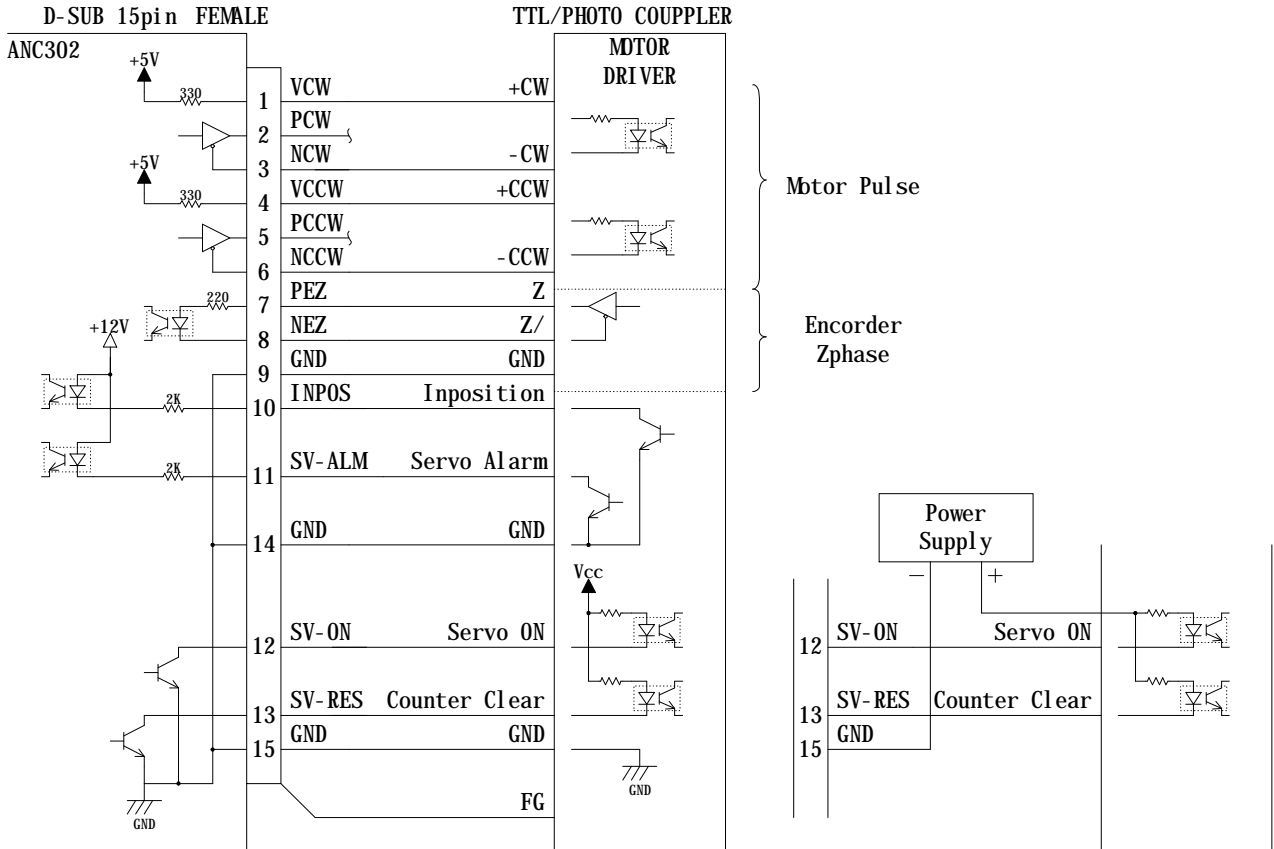 D-SUB 15pin FEMALE
TTL/PHOTO COUPPLER
ANC302
MOTOR
DRIVER
+5V
330
1 VCW +CW
2 PCW
3 NCW -CW
+5V
330
4 VCCW +CCW
5 PCCW
6 NCCW -CCW
Motor Pulse
220
7 PEZ Z
8 NEZ Z/
+12V
9 GND GND
Encorder
Zphase
2K
10 INPOS Inposition
2K
11 SV-ALM Servo Alarm
14 GND GND
Vcc
12 SV-ON Servo ON
13 SV-RES Counter Clear
15 GND GND
GND
GND
FG
Power
Supply
− +
12 SV-ON Servo ON
13 SV-RES Counter Clear
15 GND